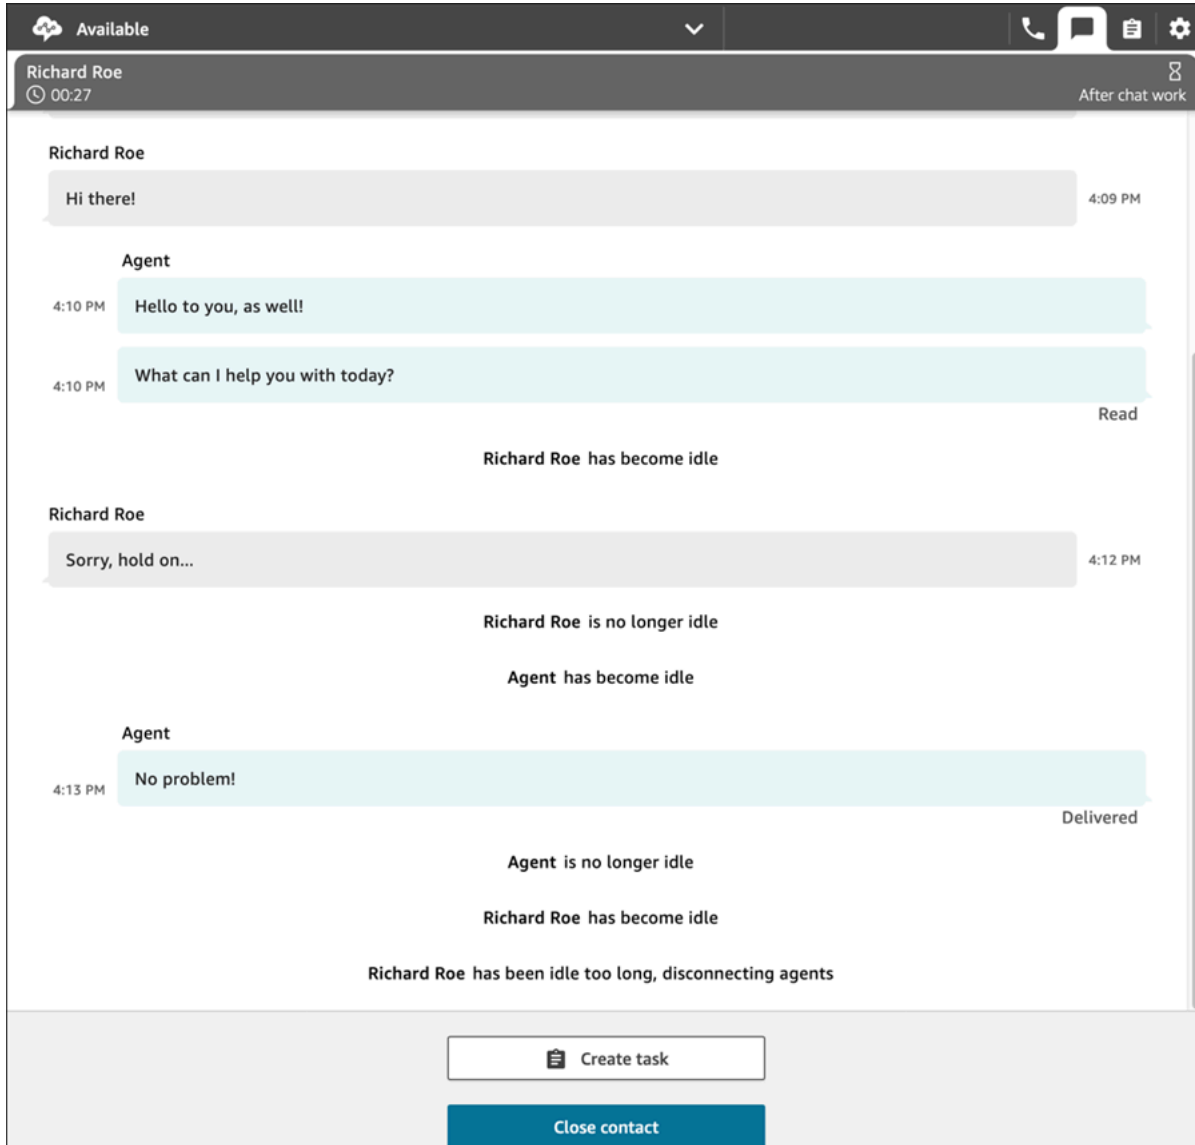 Available
Richard Roe
00:27
After chat work
Richard Roe
Hi there!
4:09 PM
Agent
4:10 PM
Hello to you, as well!
4:10 PM
What can I help you with today?
Read
Richard Roe has become idle
Richard Roe
Sorry, hold on...
4:12 PM
Richard Roe is no longer idle
Agent has become idle
Agent
4:13 PM
No problem!
Delivered
Agent is no longer idle
Richard Roe has become idle
Richard Roe has been idle too long, disconnecting agents
Create task
Close contact